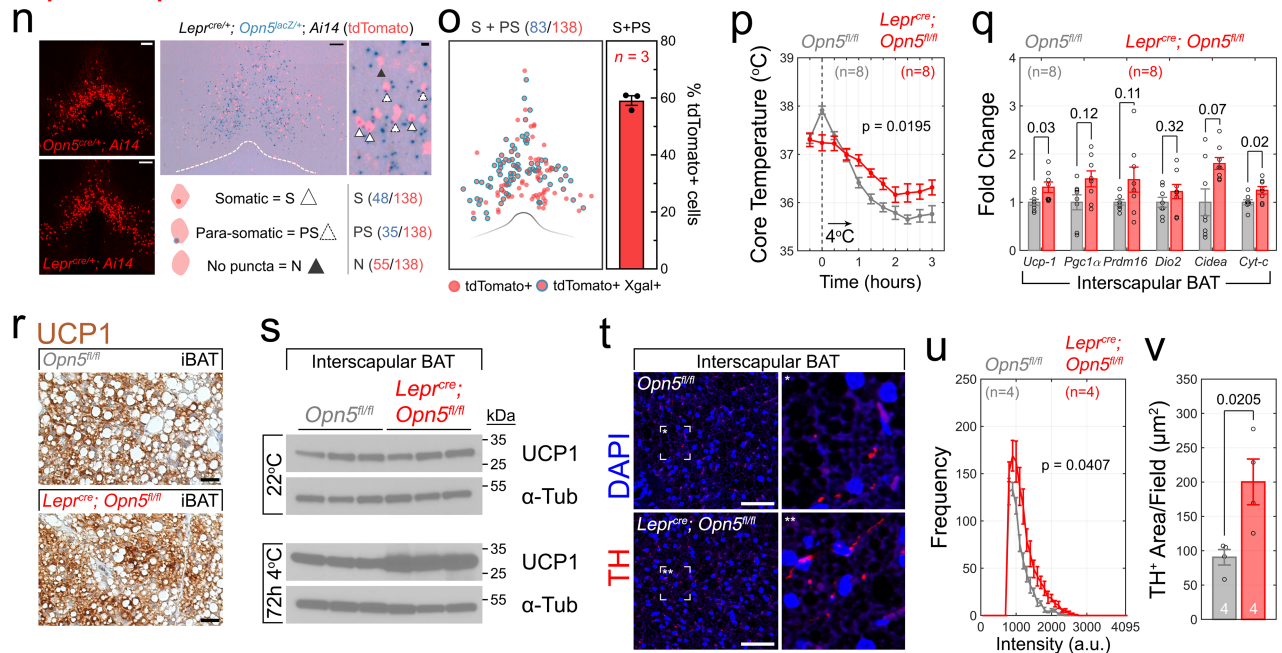 n
Lepr^cre/+; Opn5^lacZ/+; Ai14 (tdTomato)
Opn5^cre/+; Ai14
Lepr^cre/+; Ai14
Somatic = S △
S (48/138)
Para-somatic = PS △
PS (35/138)
No puncta = N ▲
N (55/138)
o
S + PS (83/138)
S+PS
n = 3
80
60
40
20
0
% tdTomato+ cells
tdTomato+
tdTomato+ Xgal+
p
Opn5^fl/fl
Lepr^cre;
Opn5^fl/fl
(n=8)
(n=8)
39
38
37
36
35
Core Temperature (°C)
p = 0.0195
4°C
0
1
2
3
Time (hours)
q
Opn5^fl/fl
Lepr^cre; Opn5^fl/fl
(n=8)
(n=8)
4
3
2
1
0
Fold Change
0.03
0.12
0.11
0.32
0.07
0.02
Ucp-1
Pgc1α
Prdm16
Dio2
Cidea
Cyt-c
Interscapular BAT
r
UCP1
Opn5^fl/fl
iBAT
Lepr^cre; Opn5^fl/fl
iBAT
s
Interscapular BAT
Opn5^fl/fl
Lepr^cre;
Opn5^fl/fl
kDa
22°C
35
25
UCP1
55
α-Tub
72h 4°C
35
25
UCP1
55
α-Tub
t
Interscapular BAT
DAPI
TH
Opn5^fl/fl
*
*
Lepr^cre; Opn5^fl/fl
**
**
u
Opn5^fl/fl
Lepr^cre;
Opn5^fl/fl
(n=4)
(n=4)
250
200
150
100
50
0
Frequency
p = 0.0407
0
1000
2000
3000
4095
Intensity (a.u.)
v
350
300
250
200
150
100
50
0
TH⁺ Area/Field (µm²)
0.0205
4
4